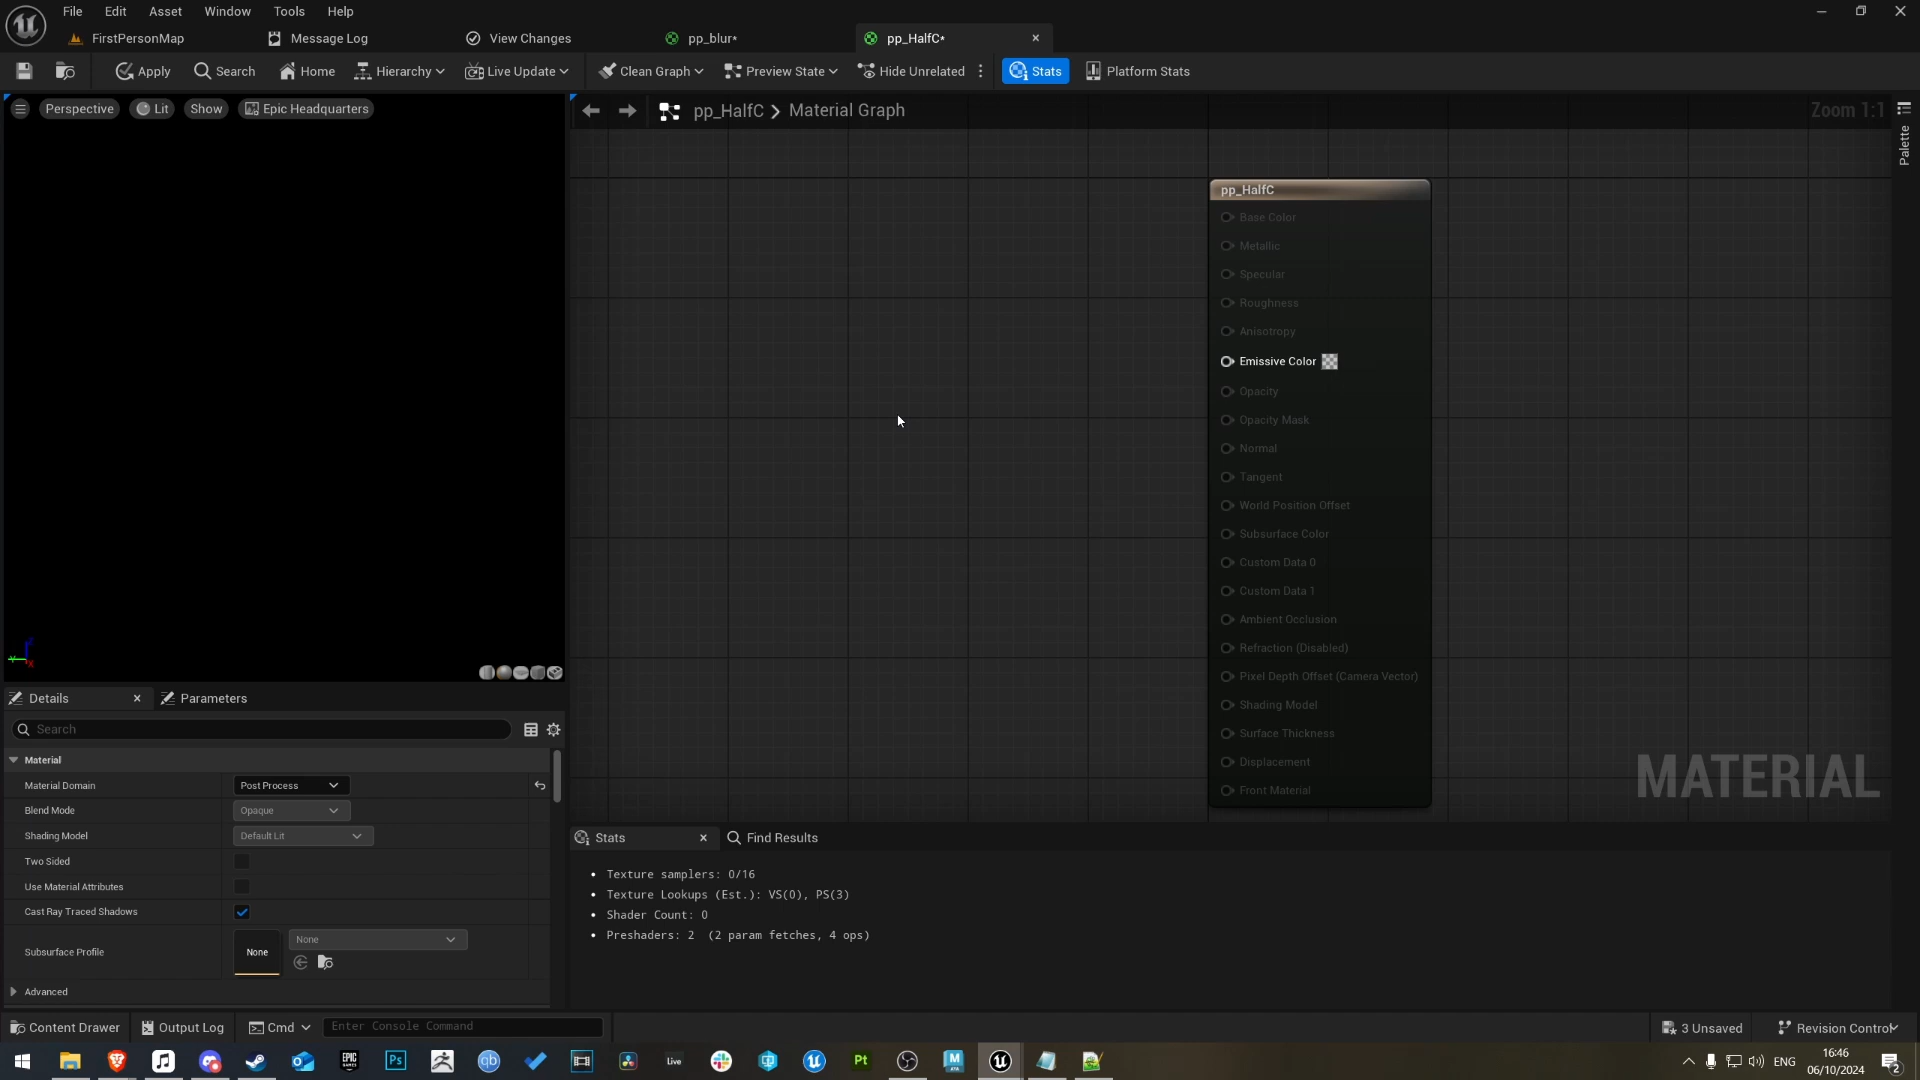 File Edit Asset Window Tools Help
FirstPersonMap Message Log View Changes pp_blur* pp_HalfC*
Apply Search Home Hierarchy Live Update Clean Graph Preview State Hide Unrelated Stats Platform Stats
Perspective Lit Show Epic Headquarters
pp_HalfC Material Graph Zoom 1:1
Palette
pp_HalfC
Base Color
Metallic
Specular
Roughness
Anisotropy
Emissive Color
Opacity
Opacity Mask
Normal
Tangent
World Position Offset
Subsurface Color
Custom Data 0
Custom Data 1
Ambient Occlusion
Refraction (Disabled)
Pixel Depth Offset (Camera Vector)
Shading Model
Surface Thickness
Displacement
Front Material
MATERIAL
Details Parameters
Search
Material
Material Domain Post Process
Blend Mode Opaque
Shading Model Default Lit
Two Sided
Use Material Attributes
Cast Ray Traced Shadows
Subsurface Profile None None
Advanced
Stats Find Results
• Texture samplers: 0/16
• Texture Lookups (Est.): VS(0), PS(3)
• Shader Count: 0
• Preshaders: 2 (2 param fetches, 4 ops)
Content Drawer Output Log Cmd Enter Console Command 3 Unsaved Revision Control
EPIC GAMES Ps qb Live Pt M ENG 16:46
06/10/2024 2